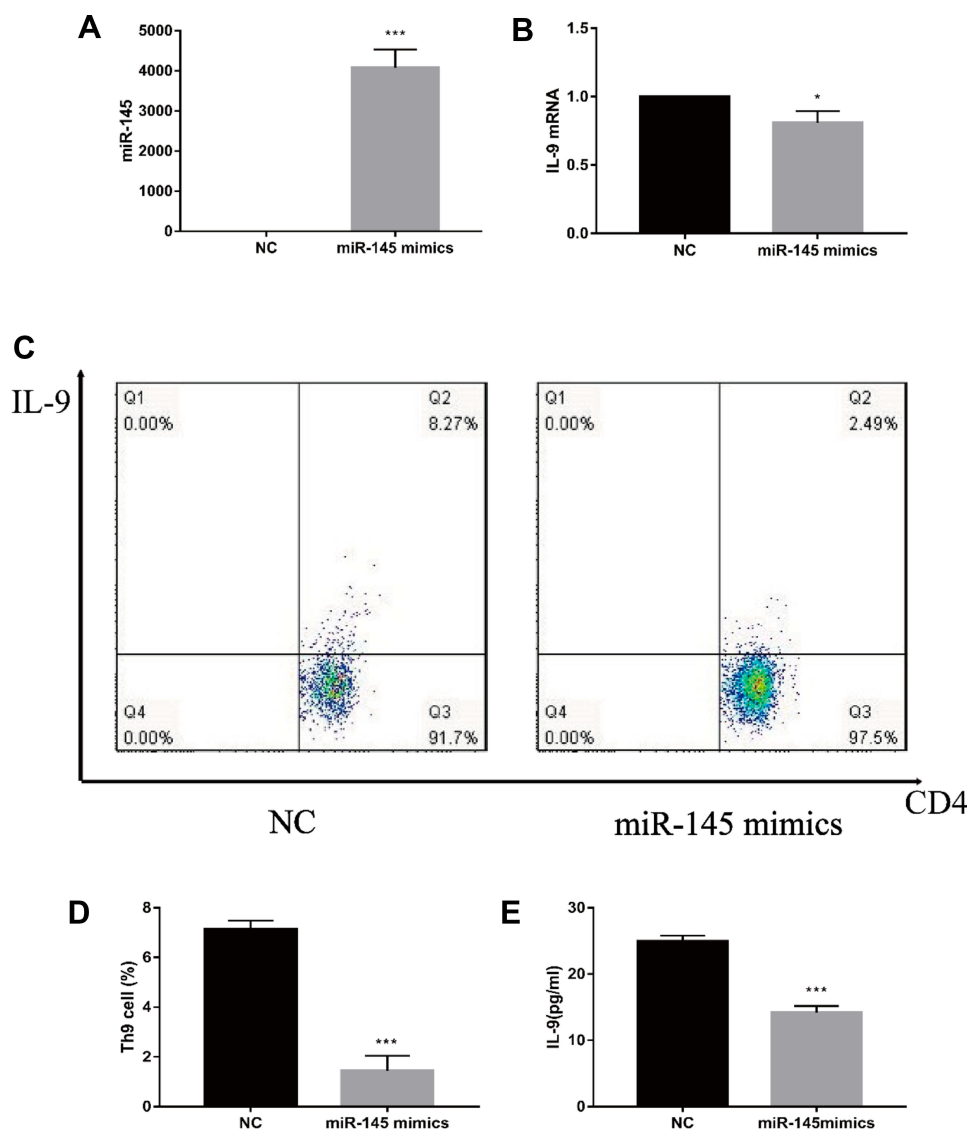 A
miR-145
5000
4000
3000
2000
1000
0
***
NC
miR-145 mimics
B
IL-9 mRNA
1.5
1.0
0.5
0.0
*
NC
miR-145 mimics
C
IL-9
Q1
0.00%
Q2
8.27%
Q4
0.00%
Q3
91.7%
Q1
0.00%
Q2
2.49%
Q4
0.00%
Q3
97.5%
CD4
NC
miR-145 mimics
D
Th9 cell (%)
8
6
4
2
0
***
NC
miR-145 mimics
E
IL-9(pg/ml)
30
20
10
0
***
NC
miR-145mimics